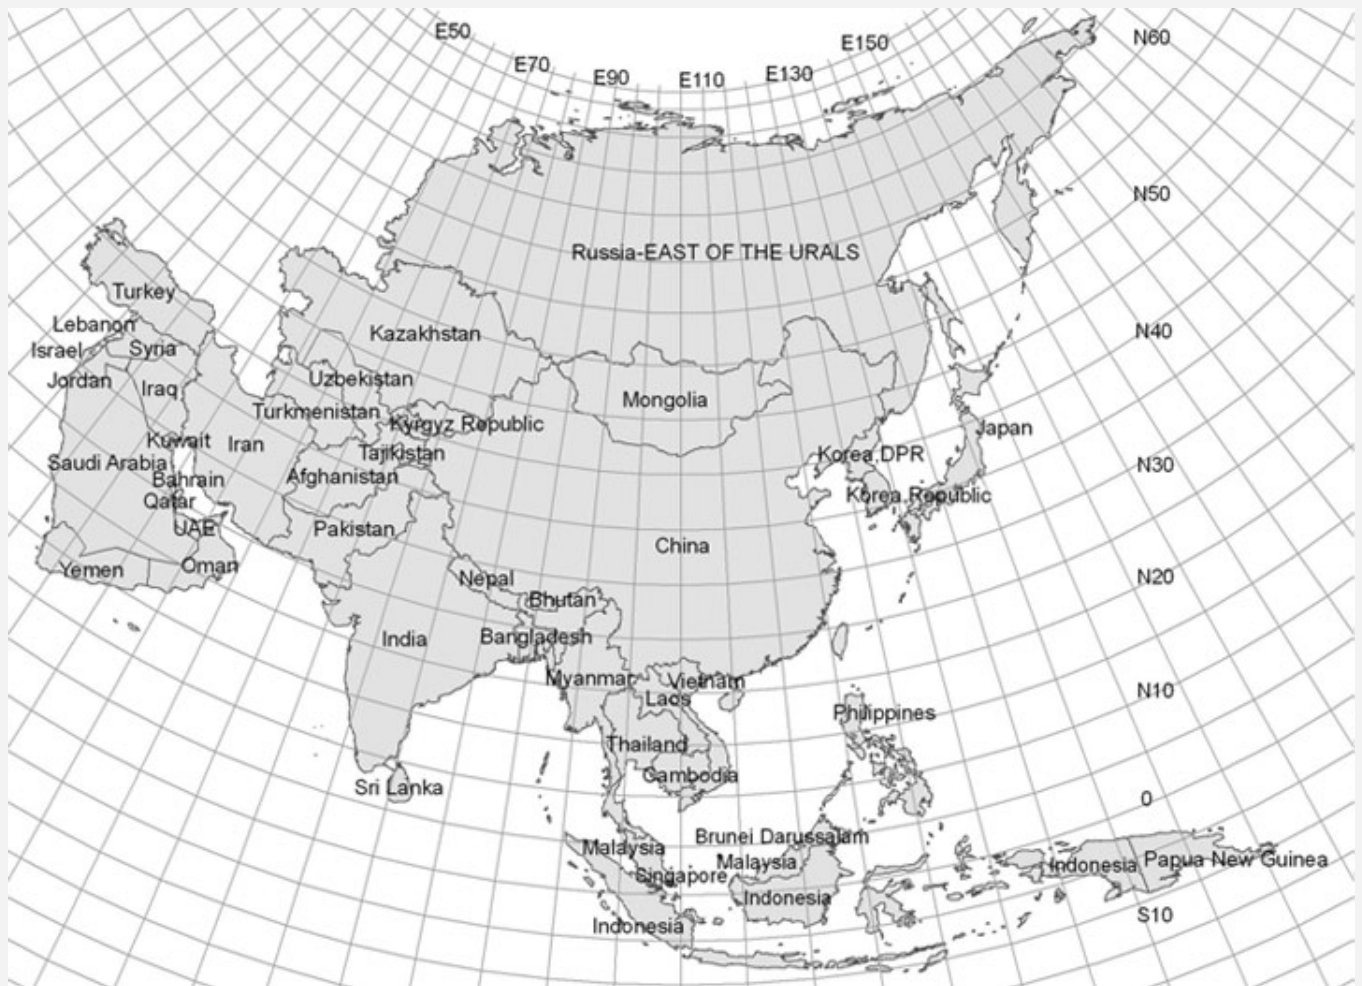 E50
E70
E90
E110
E130
E150
N60
N50
Russia-EAST OF THE URALS
Turkey
Lebanon
Kazakhstan
N40
Israel
Syria
Jordan
Iraq
Uzbekistan
Mongolia
Turkmenistan
Kyrgyz Republic
Japan
Kuwait
Iran
Tajikistan
Korea,DPR
Saudi Arabia
N30
Bahrain
Afghanistan
Qatar
Korea,Republic
UAE
Pakistan
China
Yemen
Oman
Nepal
N20
Bhutan
India
Bangladesh
Myanmar
Vietnam
Laos
N10
Philippines
Thailand
Cambodia
Sri Lanka
0
Brunei Darussalam
Malaysia
Malaysia
Indonesia
Papua New Guinea
Singapore
Indonesia
S10
Indonesia